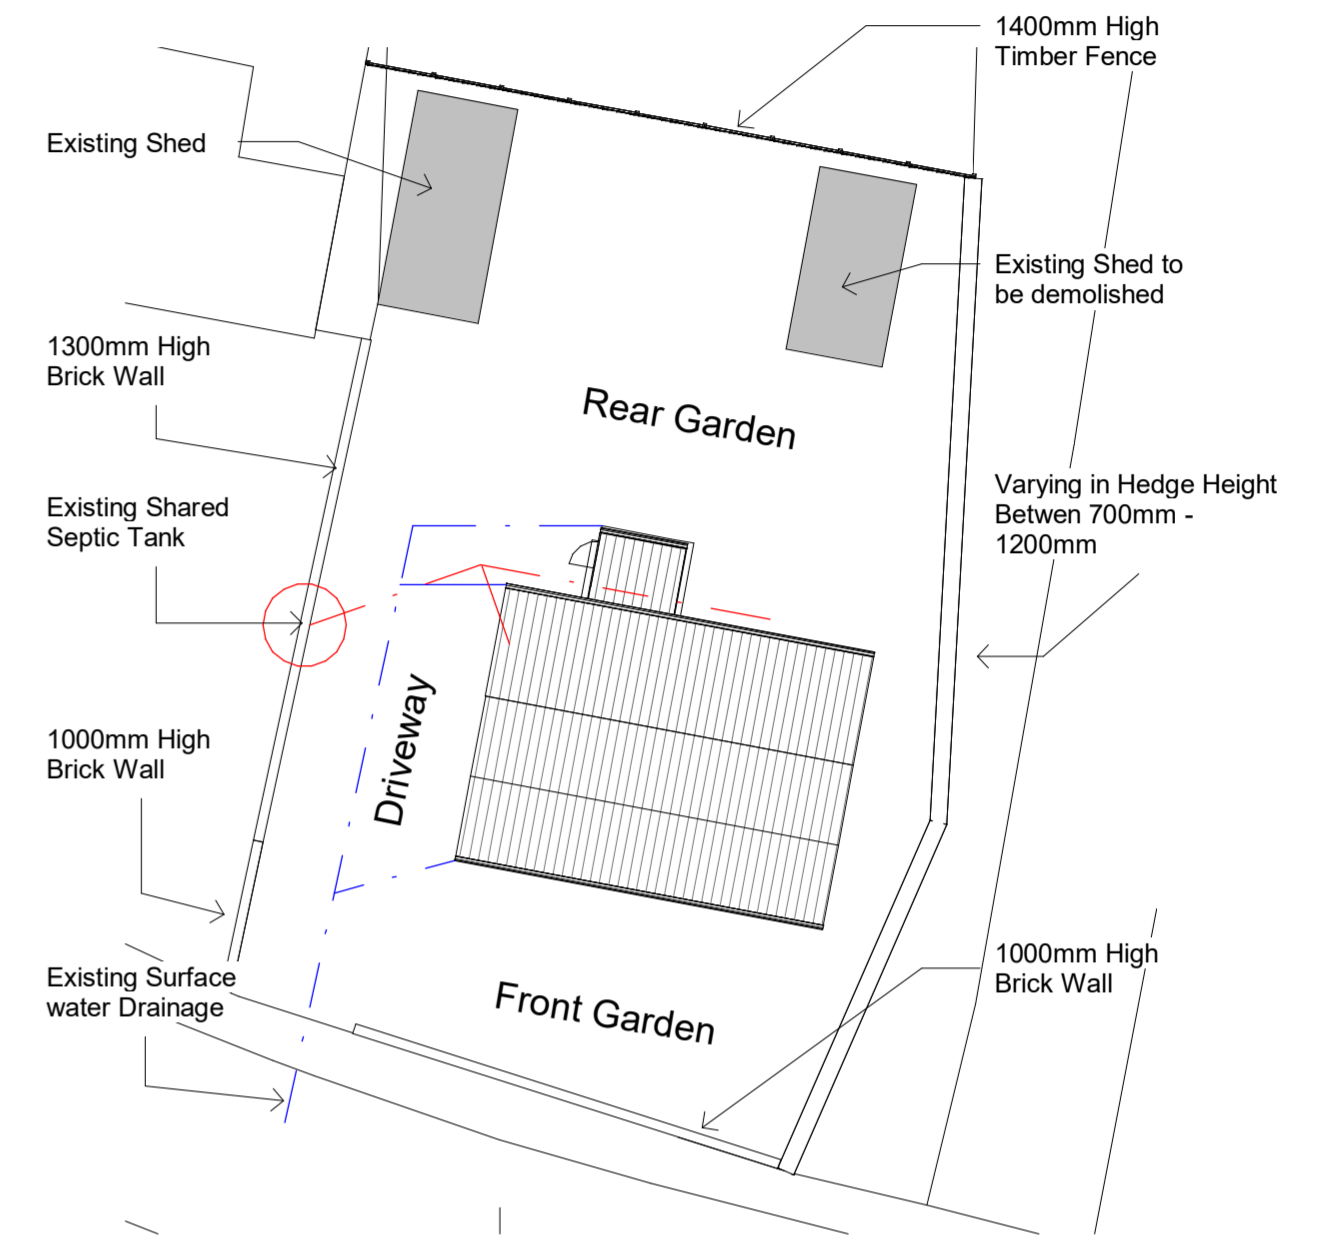 1400mm High
Timber Fence
Existing Shed
Existing Shed to
be demolished
1300mm High
Brick Wall
Rear Garden
Existing Shared
Septic Tank
Varying in Hedge Height
Betwen 700mm -
1200mm
Driveway
1000mm High
Brick Wall
Existing Surface
water Drainage
Front Garden
1000mm High
Brick Wall